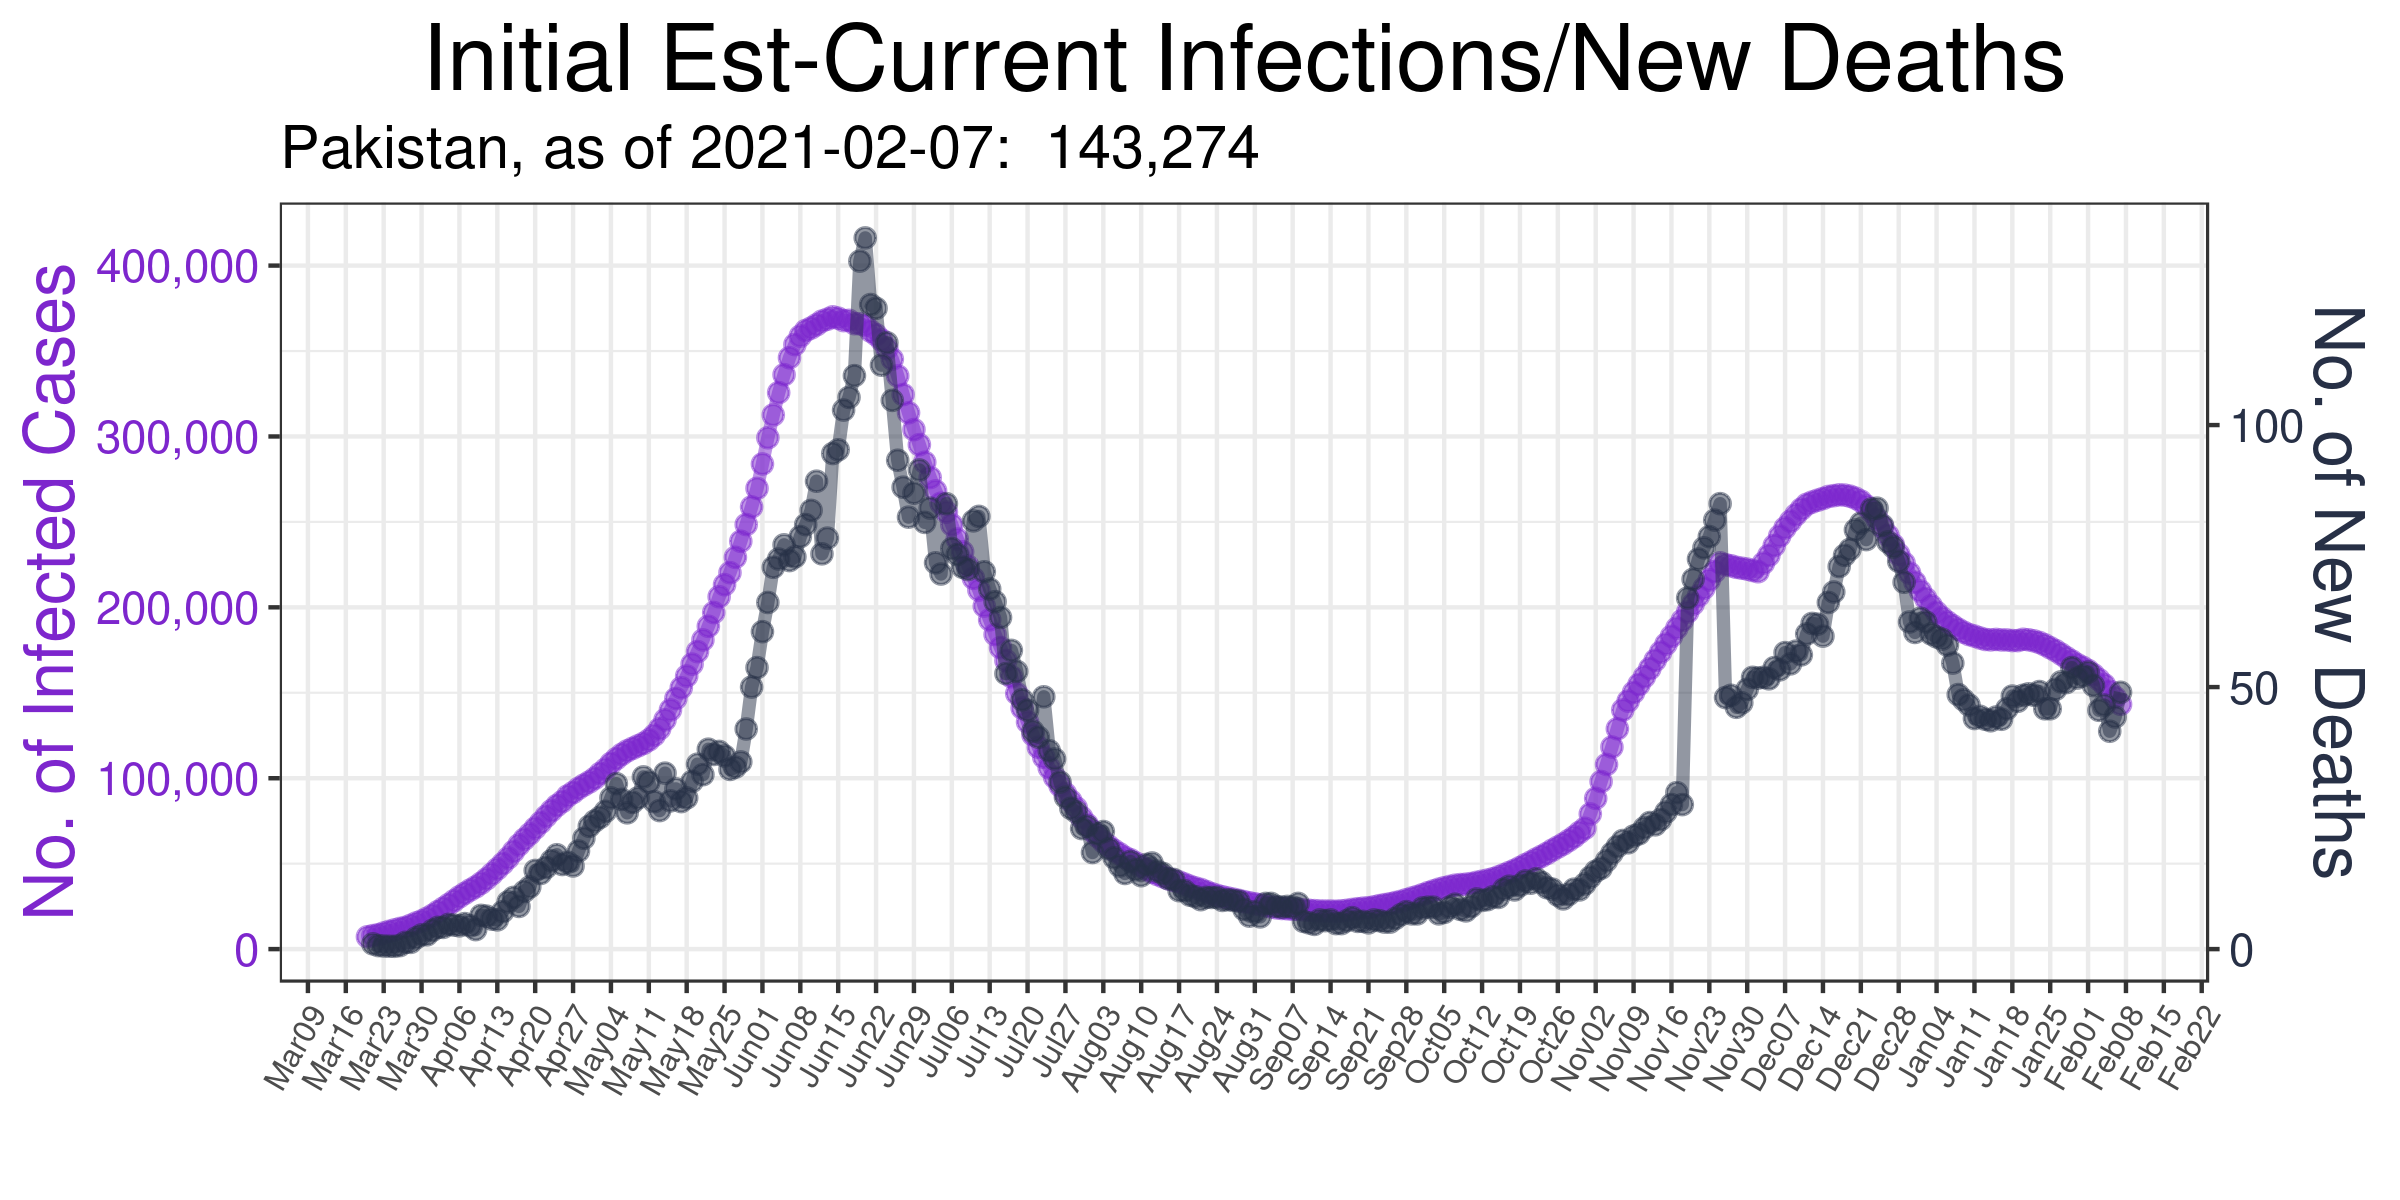 Initial Est-Current Infections/New Deaths
Pakistan, as of 2021-02-07:  143,274
No. of Infected Cases
400,000
300,000
200,000
100,000
0
100
50
0
No. of New Deaths
Mar09
Mar16
Mar23
Mar30
Apr06
Apr13
Apr20
Apr27
May04
May11
May18
May25
Jun01
Jun08
Jun15
Jun22
Jun29
Jul06
Jul13
Jul20
Jul27
Aug03
Aug10
Aug17
Aug24
Aug31
Sep07
Sep14
Sep21
Sep28
Oct05
Oct12
Oct19
Oct26
Nov02
Nov09
Nov16
Nov23
Nov30
Dec07
Dec14
Dec21
Dec28
Jan04
Jan11
Jan18
Jan25
Feb01
Feb08
Feb15
Feb22